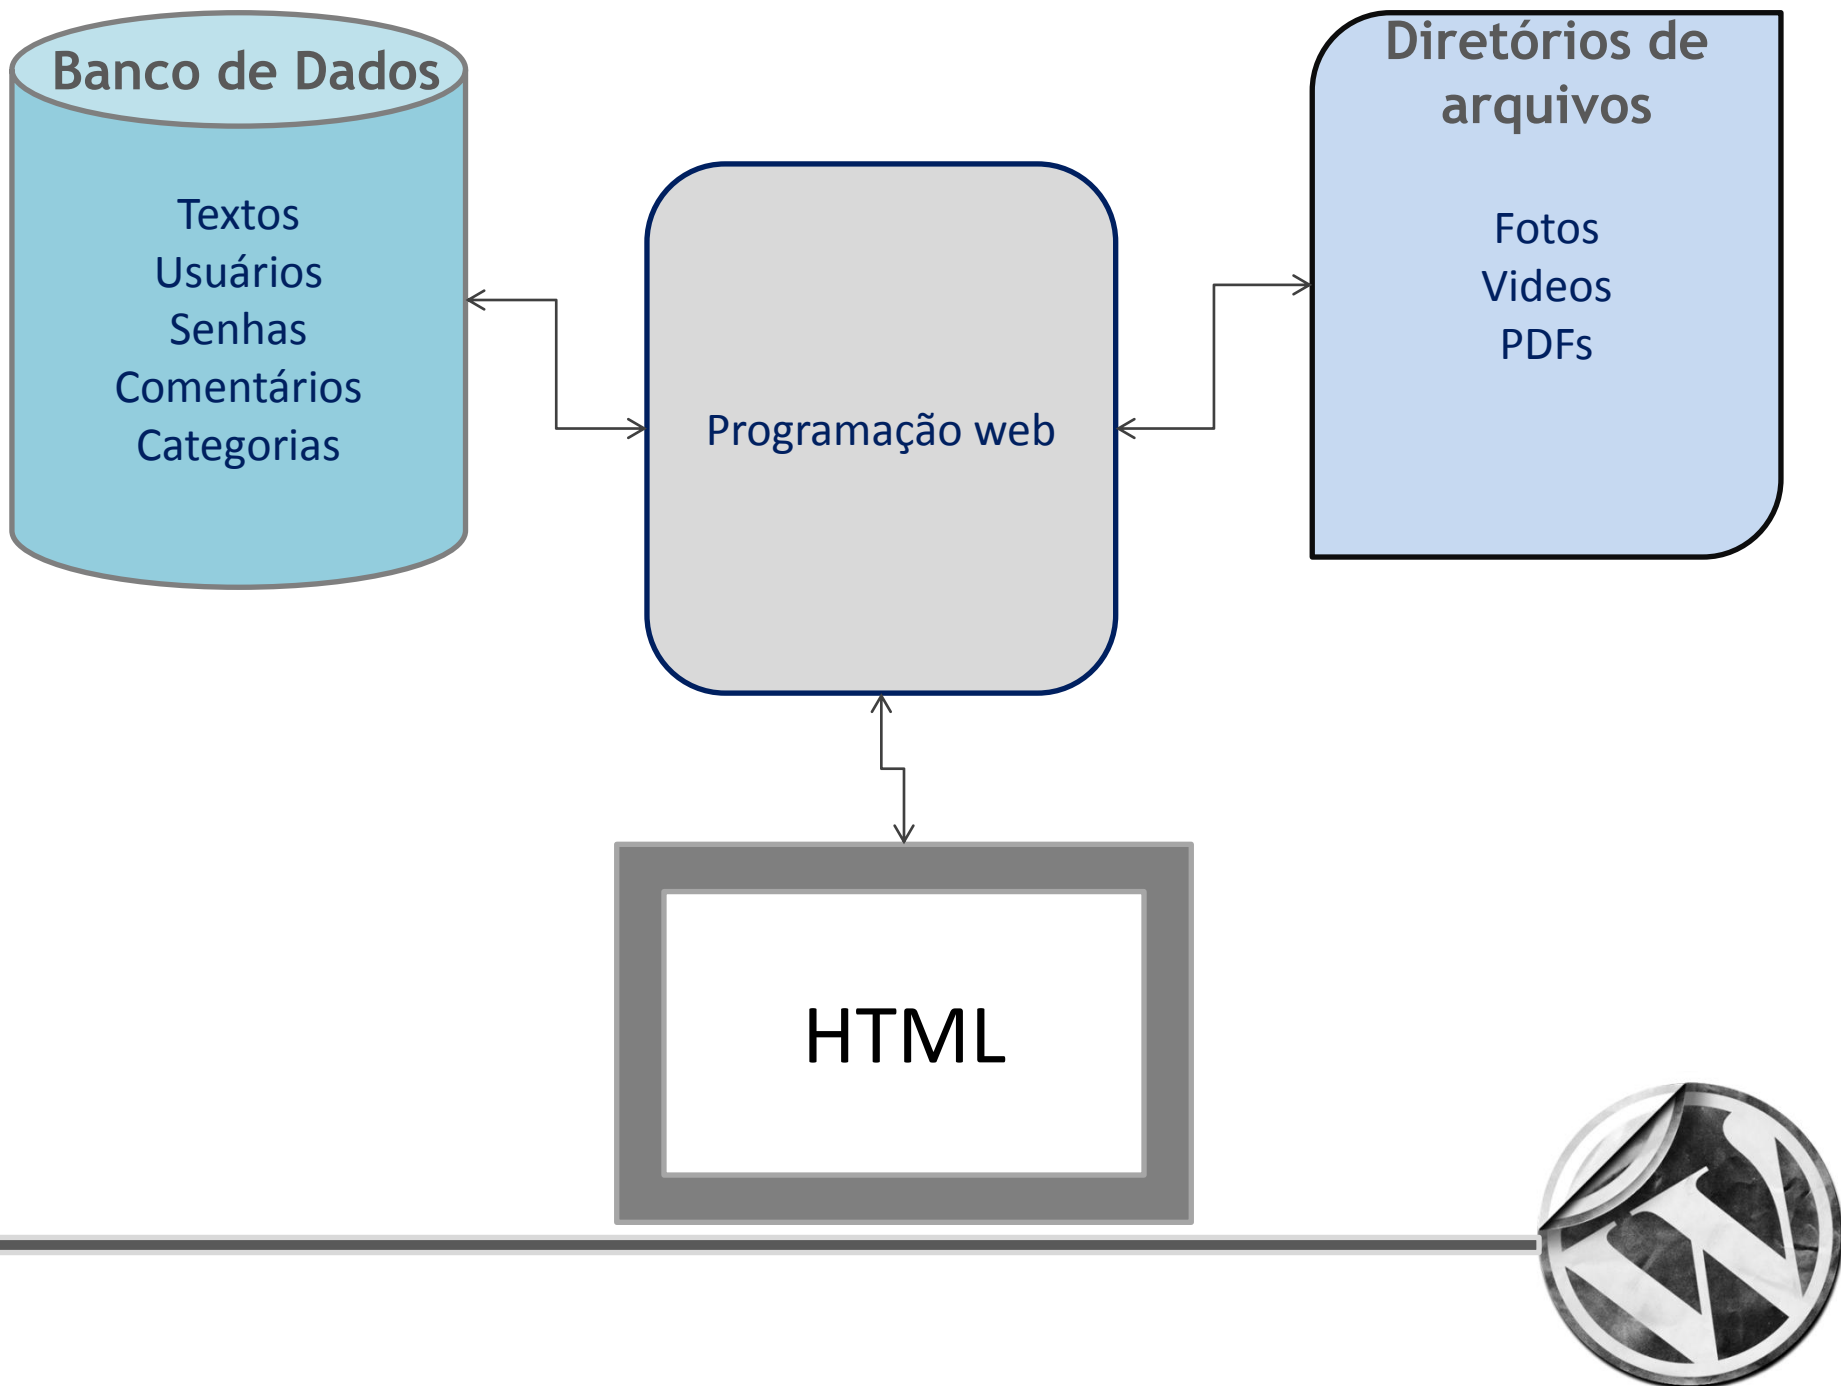 Banco de Dados
Textos
Usuários
Senhas
Comentários
Categorias
Programação web
Diretórios de
arquivos
Fotos
Videos
PDFs
HTML